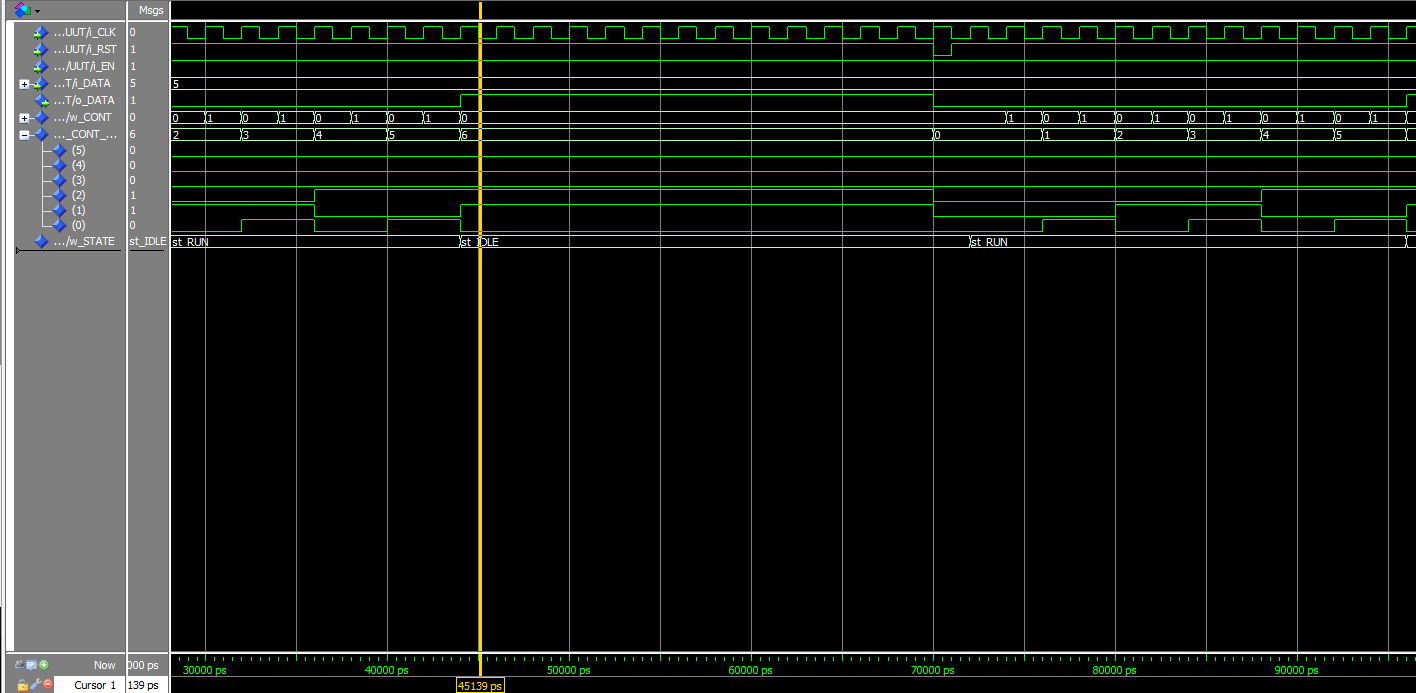 Msgs
...UUT/i_CLK 0
...UUT/i_RST 1
.../UUT/i_EN 1
...T/i_DATA 5 5
...T/o_DATA 1
.../w_CONT 0 0 1 0 1 0 1 0 1 0 1 0 1 0 1 0 1 0 1 0 1
..._CONT_... 6 2 3 4 5 6 0 1 2 3 4 5
(5) 0
(4) 0
(3) 0
(2) 1
(1) 1
(0) 0
.../w_STATE st_IDLE st_RUN st_IDLE st_RUN
Now 000 ps 30000 ps 40000 ps 50000 ps 60000 ps 70000 ps 80000 ps 90000 ps
Cursor 1 139 ps 45139 ps